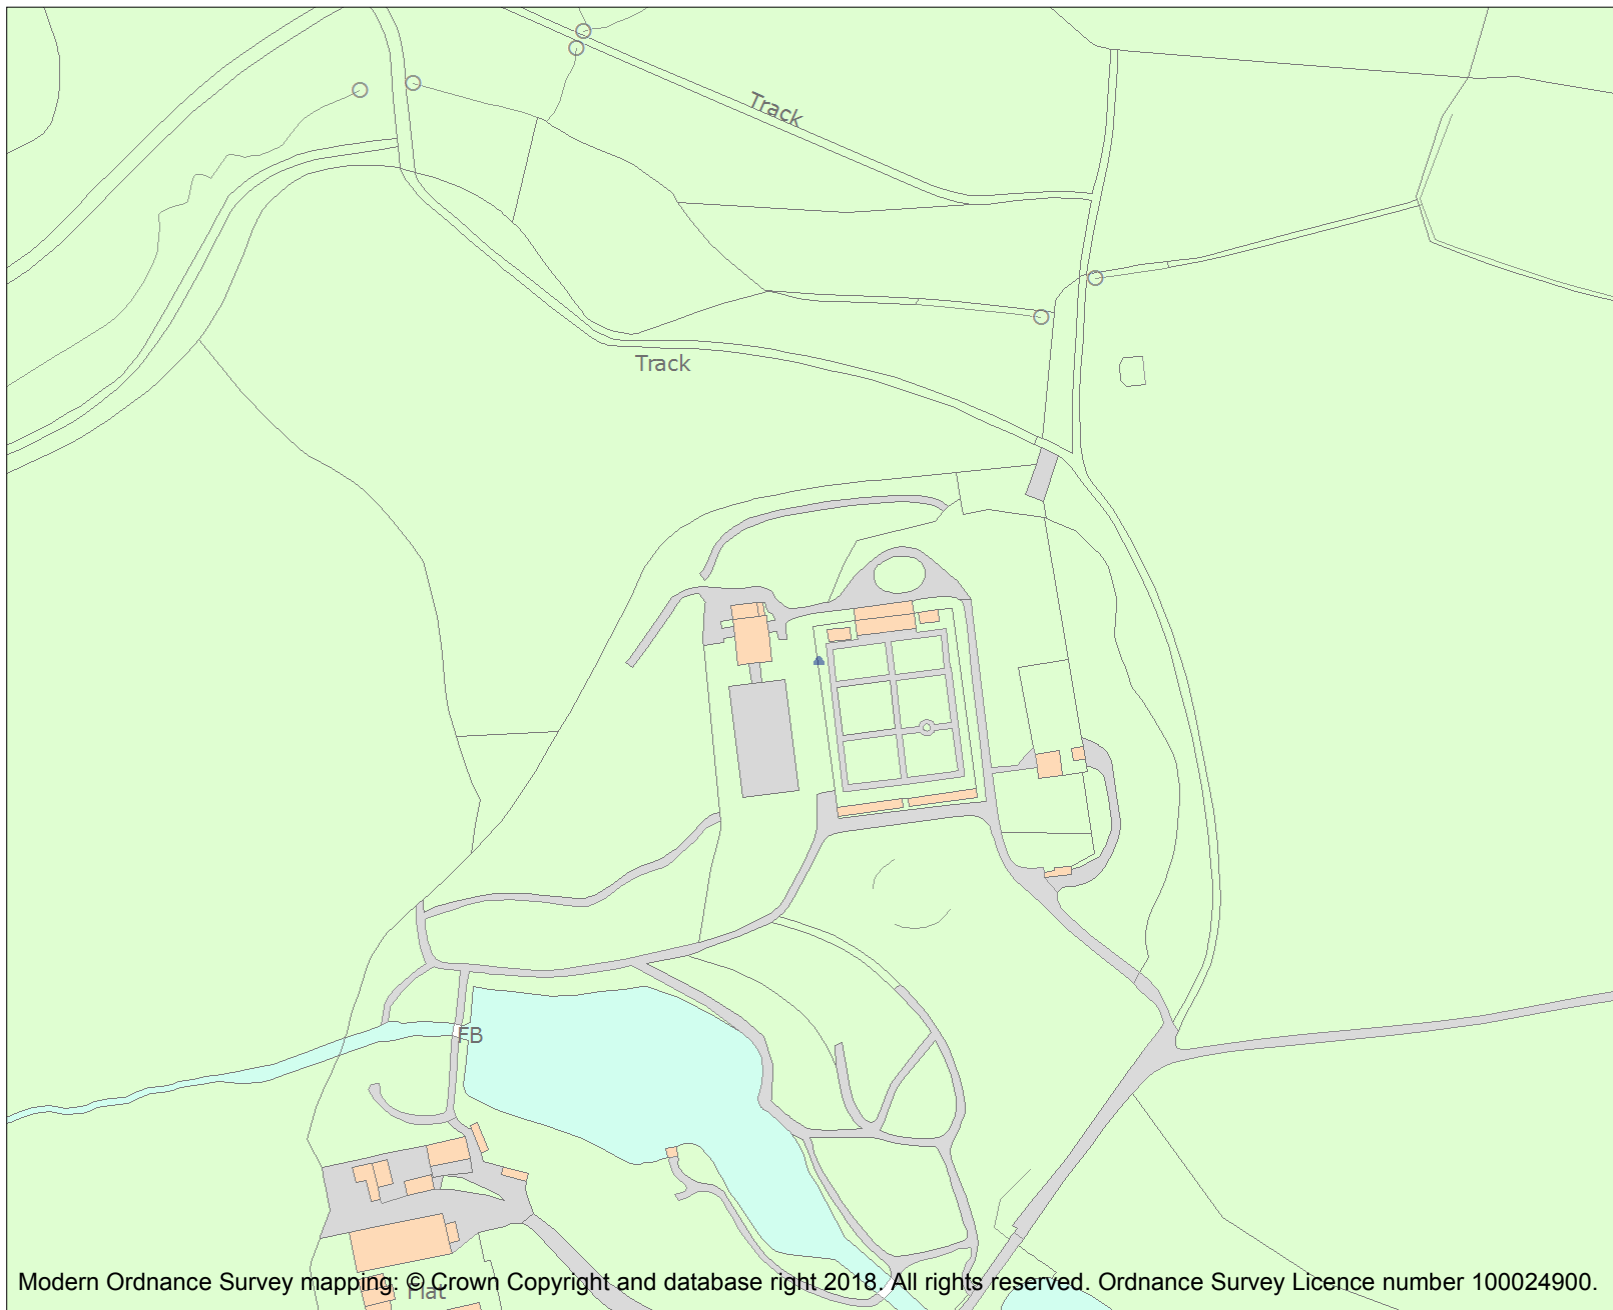 Track
Track
FB
Flat
Modern Ordnance Survey mapping: © Crown Copyright and database right 2018. All rights reserved. Ordnance Survey Licence number 100024900.